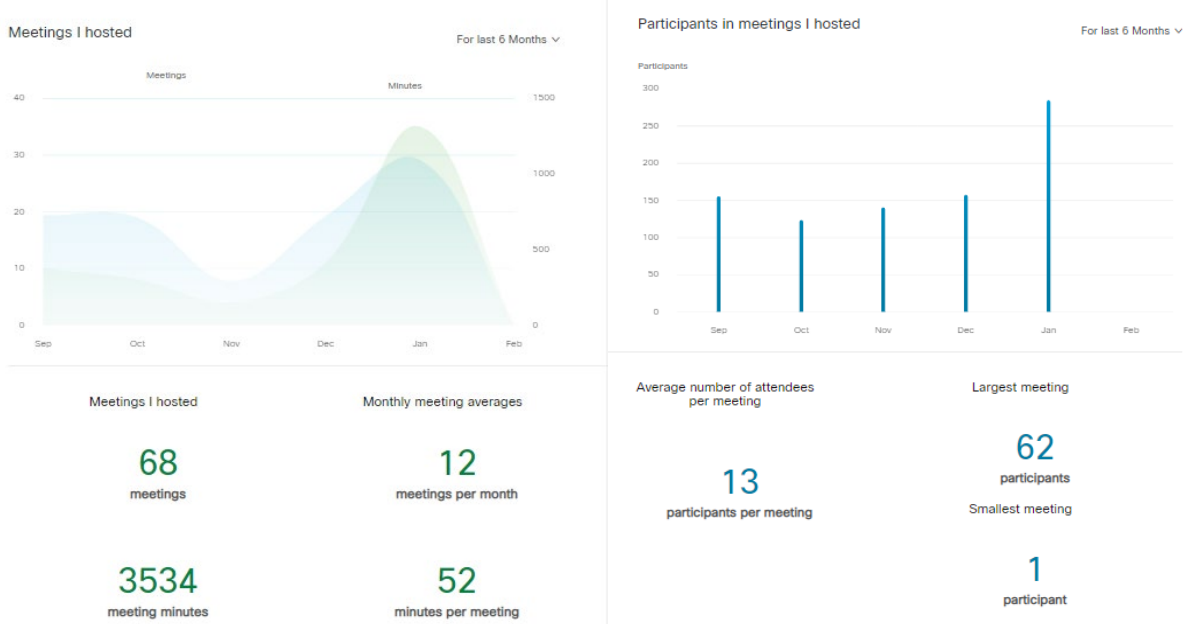 Meetings I hosted
For last 6 Months
Meetings
Minutes
40
1500
30
1000
20
500
10
0
0
Sep
Oct
Nov
Dec
Jan
Feb
Meetings I hosted
Monthly meeting averages
68
meetings
12
meetings per month
3534
meeting minutes
52
minutes per meeting
Participants in meetings I hosted
For last 6 Months
Participants
300
250
200
150
100
50
0
Sep
Oct
Nov
Dec
Jan
Feb
Average number of attendees
per meeting
13
participants per meeting
Largest meeting
62
participants
Smallest meeting
1
participant